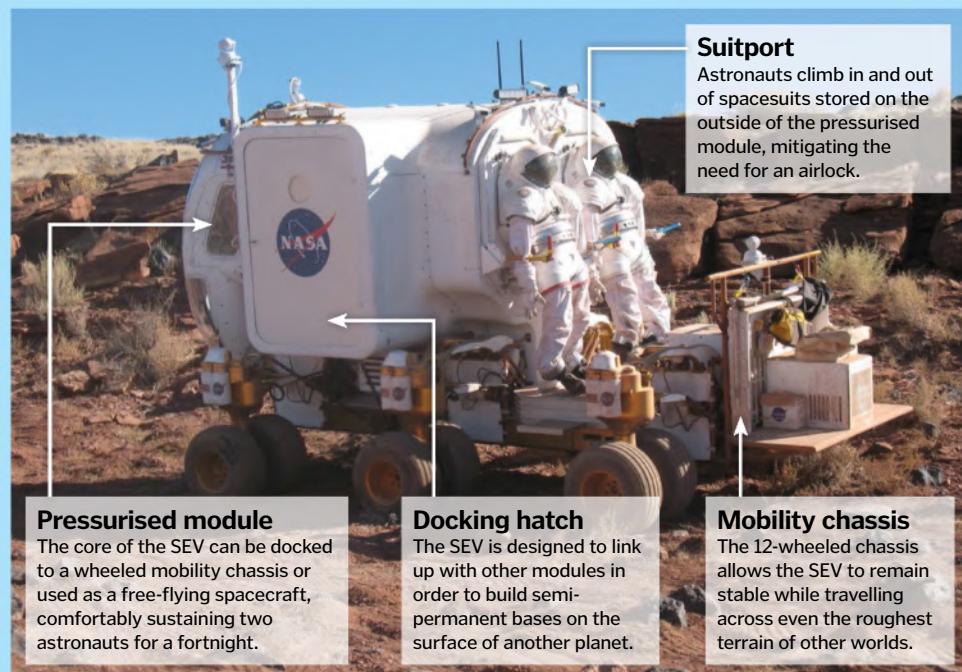 Suitport
Astronauts climb in and out
of spacesuits stored on the
outside of the pressurised
module, mitigating the
need for an airlock.
NASA
Pressurised module
The core of the SEV can be docked
to a wheeled mobility chassis or
used as a free-flying spacecraft,
comfortably sustaining two
astronauts for a fortnight.
Docking hatch
The SEV is designed to link
up with other modules in
order to build semi-
permanent bases on the
surface of another planet.
Mobility chassis
The 12-wheeled chassis
allows the SEV to remain
stable while travelling
across even the roughest
terrain of other worlds.